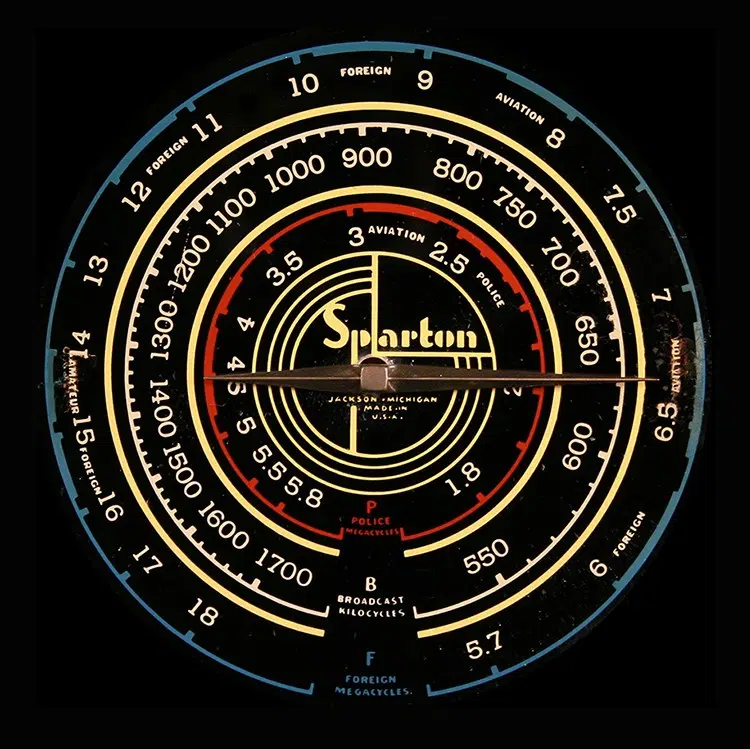 10
FOREIGN
9
AVIATION
8
7.5
7
AVIATION
6.5
FOREIGN
6
5.7
11
FOREIGN
12
13
14
AMATEUR
15
FOREIGN
16
17
18
900
800
750
700
650
600
550
1000
1100
1200
1300
1400
1500
1600
1700
3
AVIATION
2.5
POLICE
2
1.8
3.5
4
4.5
5
5.5
5.8
Sparton
JACKSON-MICHIGAN
MADE-IN
U.S.A.
P
POLICE
MEGACYCLES
B
BROADCAST
KILOCYCLES
F
FOREIGN
MEGACYCLES.